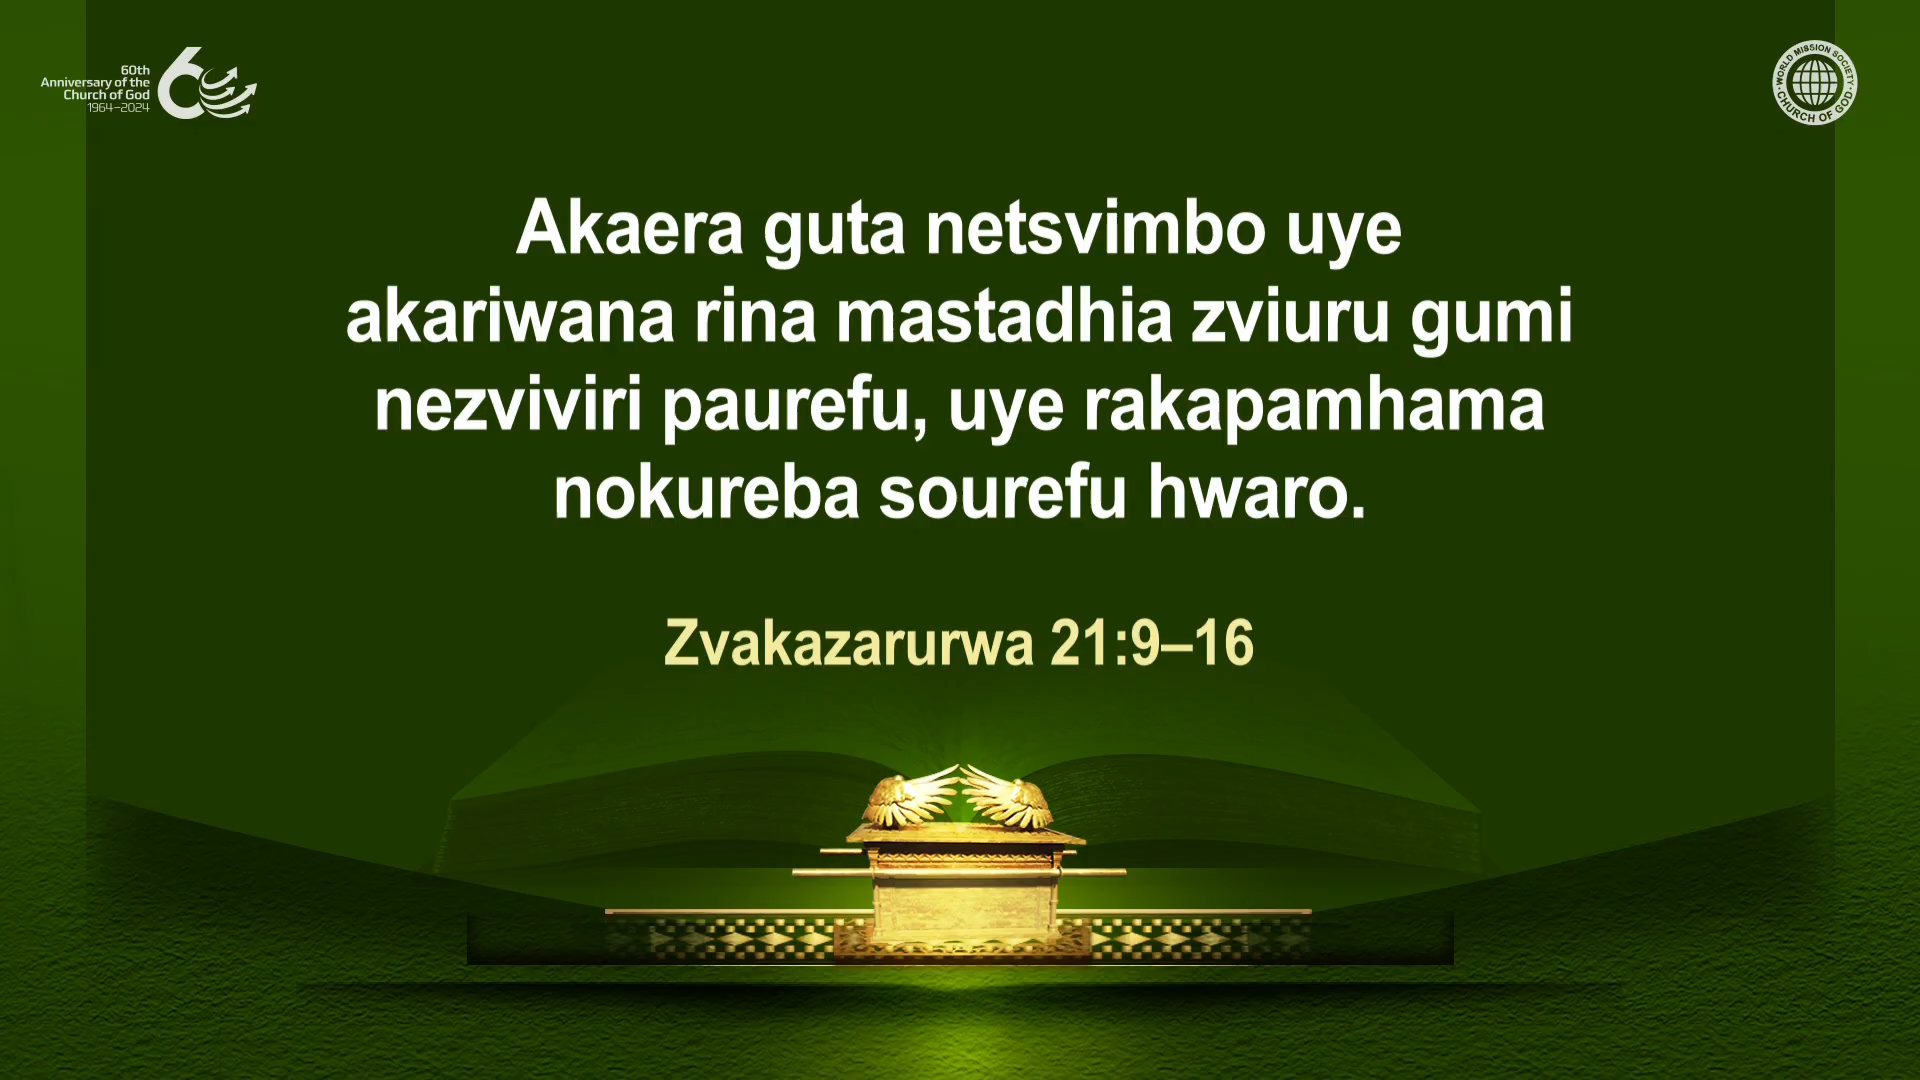 60th
Anniversary of the
Church of God
1964–2024
WORLD MISSION SOCIETY
CHURCH OF GOD
Akaera guta netsvimbo uye
akariwana rina mastadhia zviuru gumi
nezviviri paurefu, uye rakapamhama
nokureba sourefu hwaro.
Zvakazarurwa 21:9–16